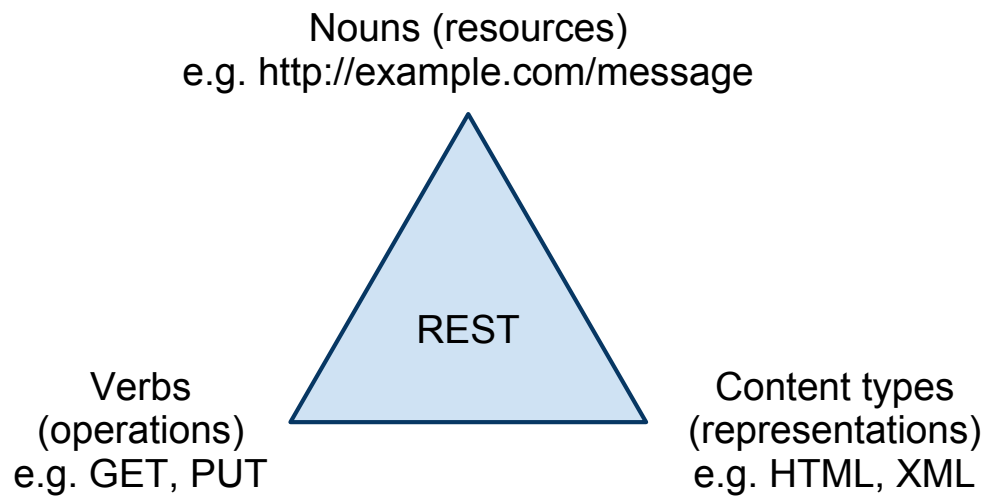 Nouns (resources)
e.g. http://example.com/message
REST
Verbs
(operations)
e.g. GET, PUT
Content types
(representations)
e.g. HTML, XML